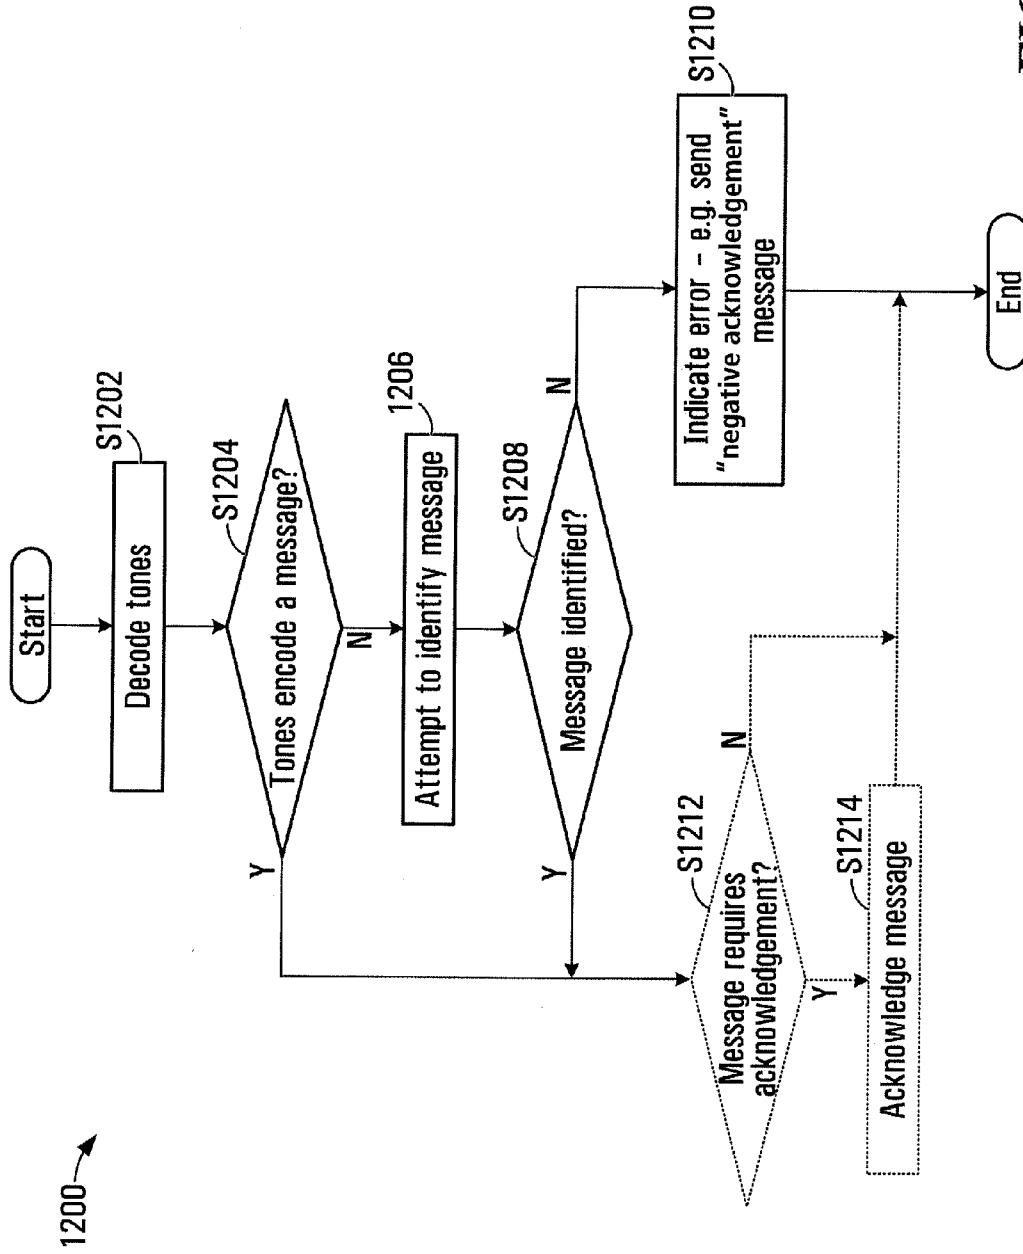 1200
Start
S1202
Decode tones
S1204
Tones encode a message?
Y
N
1206
Attempt to identify message
S1208
Message identified?
Y
N
S1210
Indicate error – e.g. send
“negative acknowledgement”
message
S1212
Message requires
acknowledgement?
N
Y
S1214
Acknowledge message
End